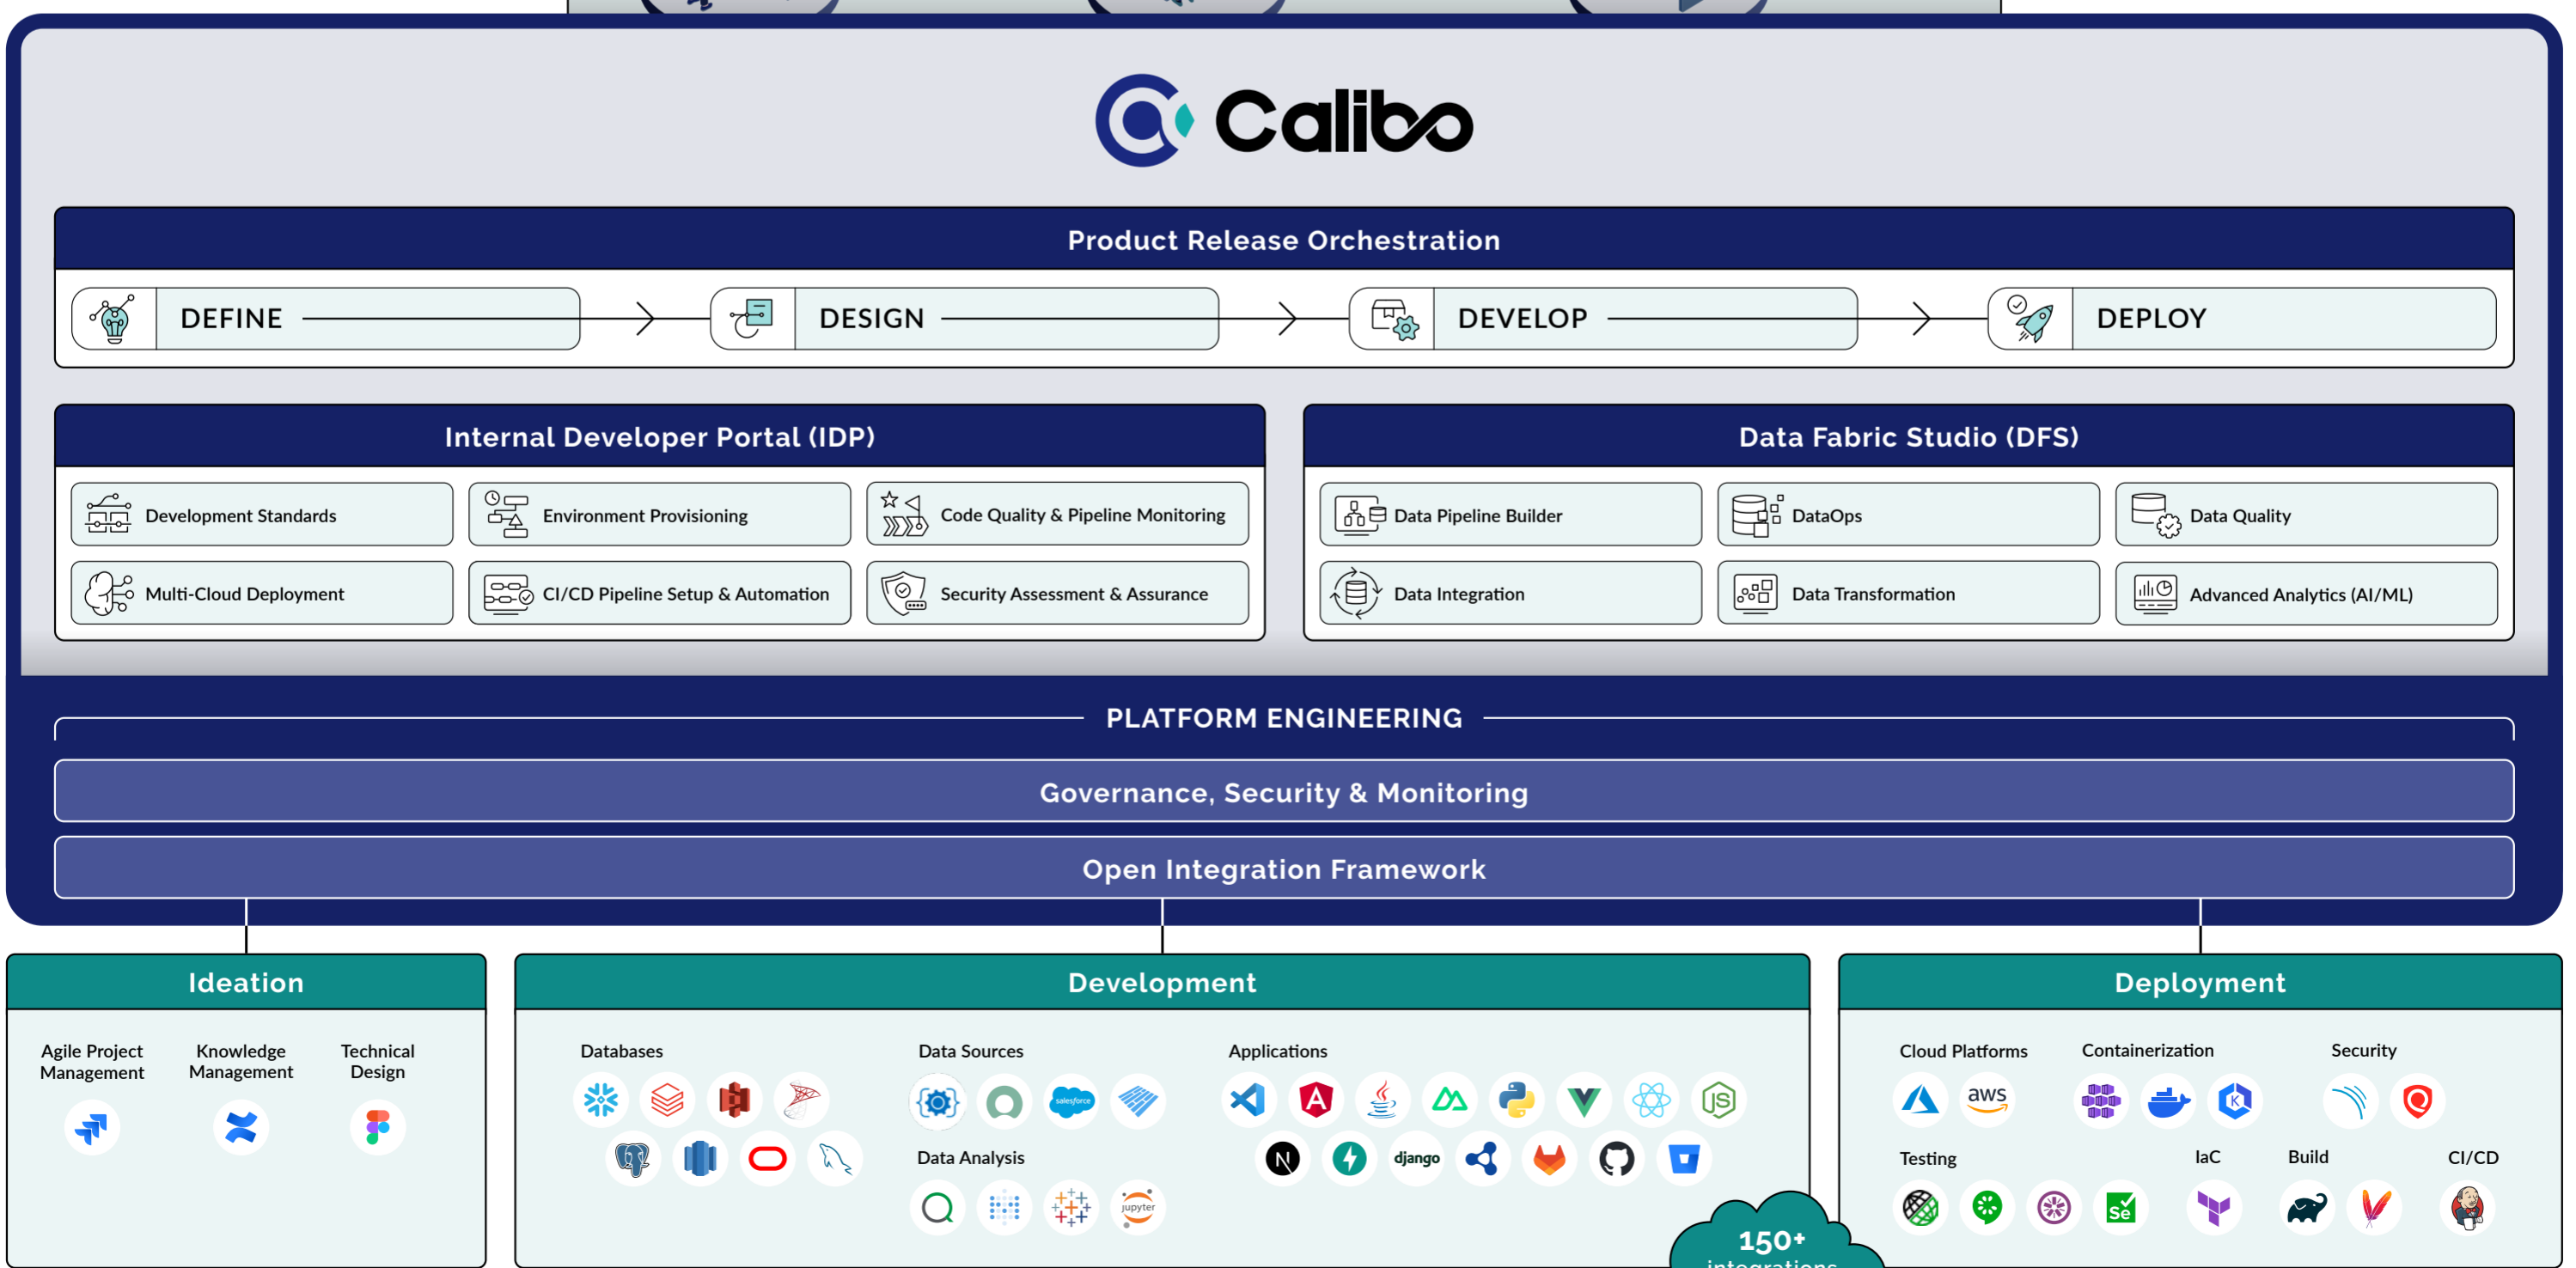 Calibo
Product Release Orchestration
DEFINE
DESIGN
DEVELOP
DEPLOY
Internal Developer Portal (IDP)
Development Standards
Environment Provisioning
Code Quality & Pipeline Monitoring
Multi-Cloud Deployment
CI/CD Pipeline Setup & Automation
Security Assessment & Assurance
Data Fabric Studio (DFS)
Data Pipeline Builder
DataOps
Data Quality
Data Integration
Data Transformation
Advanced Analytics (AI/ML)
PLATFORM ENGINEERING
Governance, Security & Monitoring
Open Integration Framework
Ideation
Agile Project
Management
Knowledge
Management
Technical
Design
Development
Databases
Data Sources
salesforce
Data Analysis
jupyter
Applications
A
JS
N
django
150+
integrations
Deployment
Cloud Platforms
aws
Containerization
K
Security
Testing
Se
IaC
Build
CI/CD